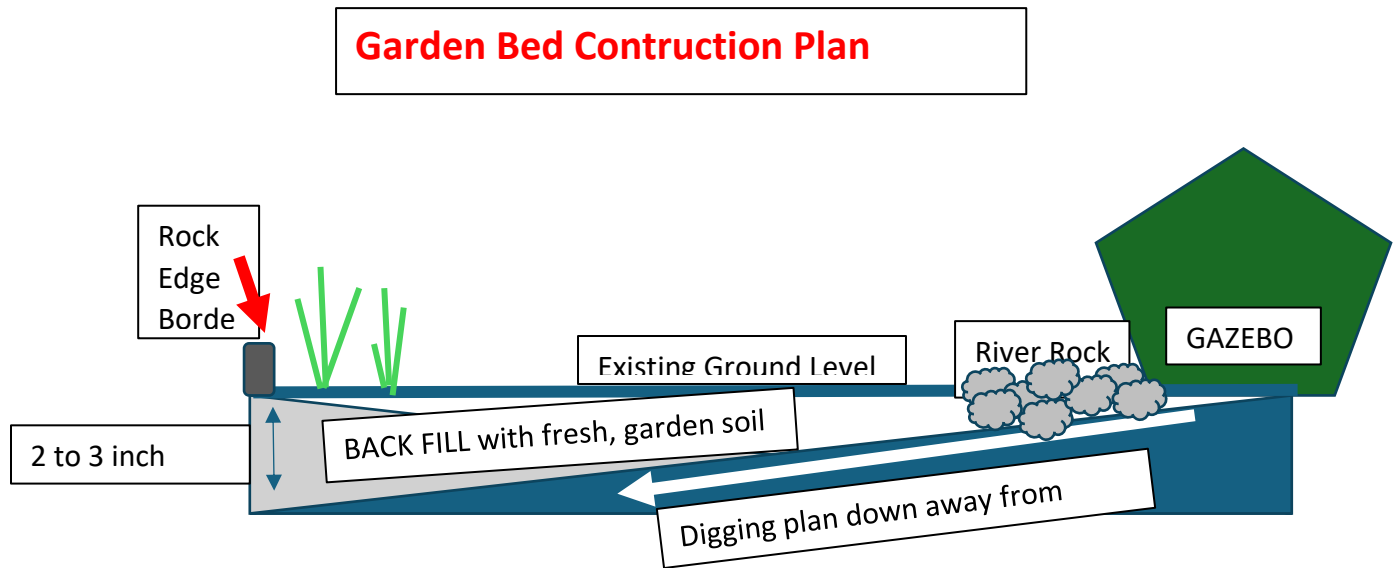 Garden Bed Contruction Plan
Rock
Edge
Borde
Existing Ground Level
River Rock
GAZEBO
BACK FILL with fresh, garden soil
2 to 3 inch
Digging plan down away from